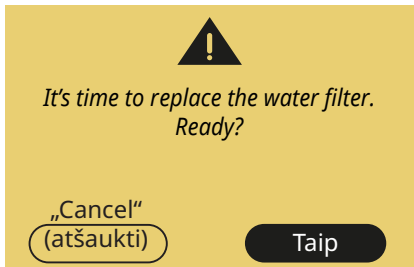 It's time to replace the water filter.
Ready?
„Cancel“
(atšaukti)
Taip